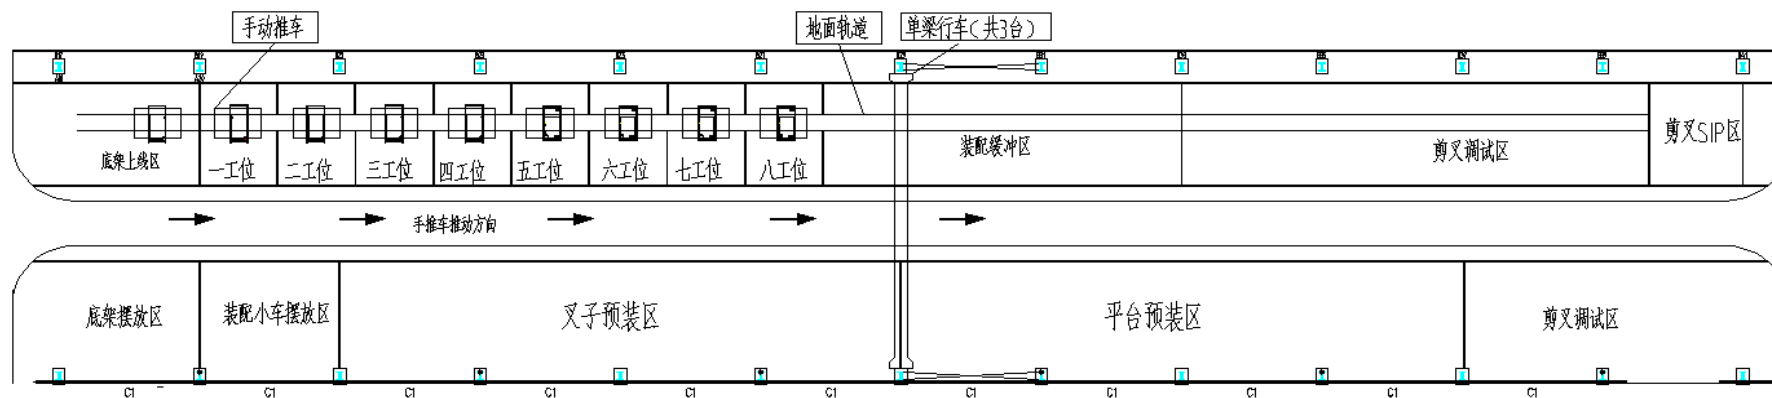 手动推车
地面轨道
单梁行车(共3台)
底架上线区
一工位
二工位
三工位
四工位
五工位
六工位
七工位
八工位
装配缓冲区
剪叉调试区
剪叉SIP区
手推车推动方向
底架摆放区
装配小车摆放区
叉子预装区
平台预装区
剪叉调试区
C1
C1
C1
C1
C1
C1
C1
C1
C1
C1
C1